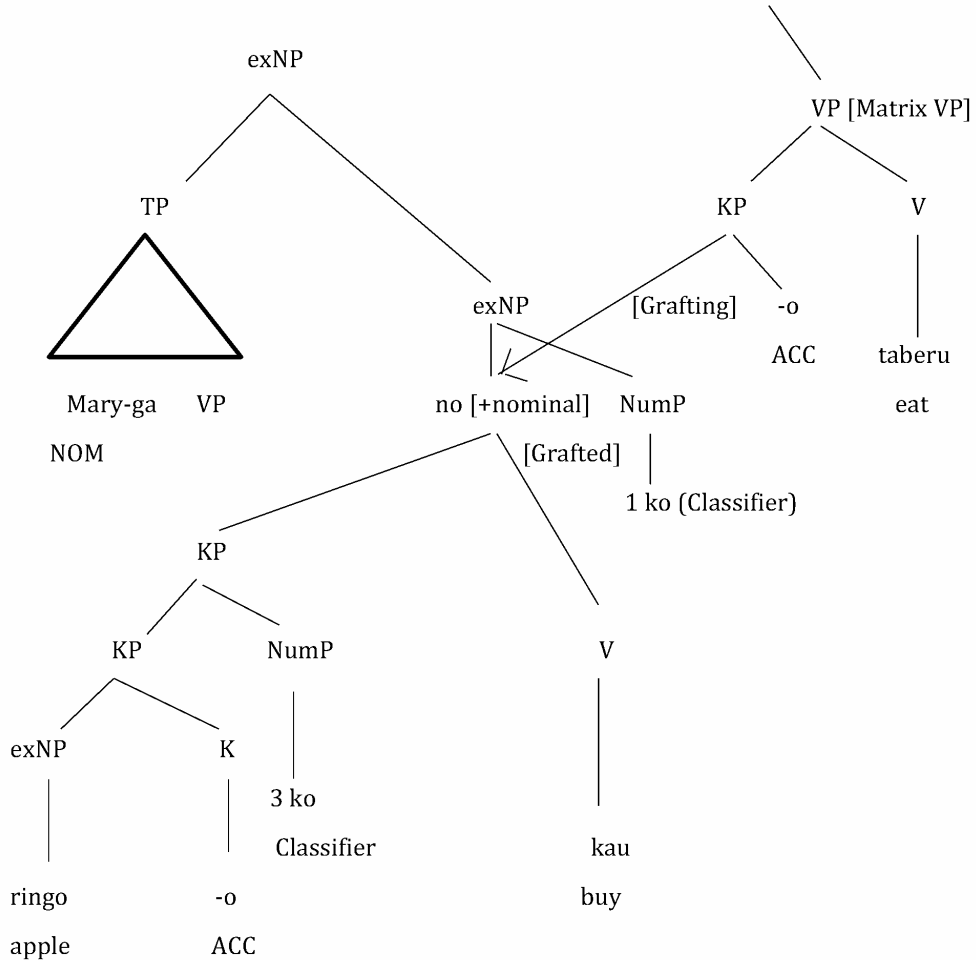 exNP
VP [Matrix VP]
TP KP V
exNP [Grafting] -o
ACC taberu
Mary-ga VP no [+nominal] NumP eat
NOM [Grafted]
1 ko (Classifier)
KP
KP NumP V
exNP K
3 ko
Classifier kau
ringo -o buy
apple ACC